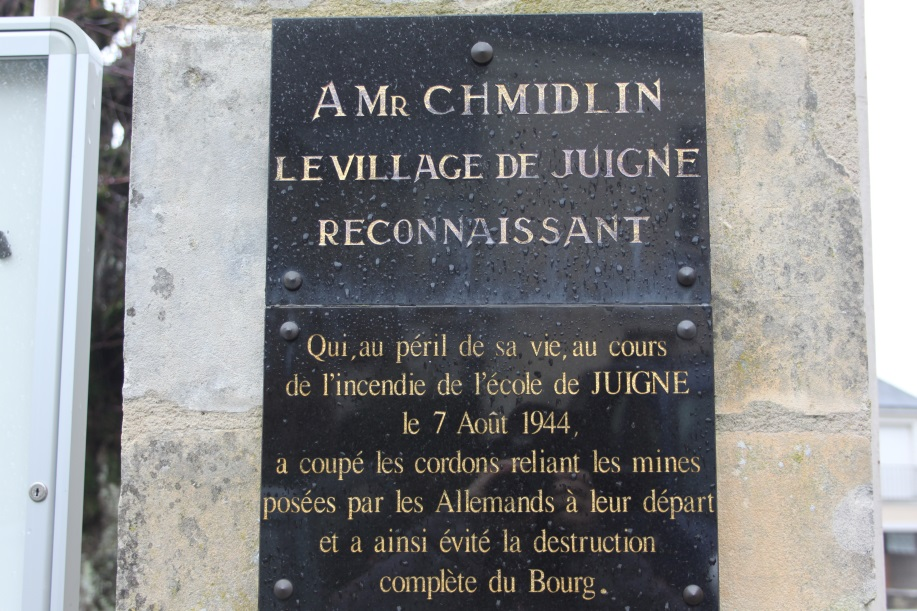 A MR CHMIDLIN
LE VILLAGE DE JUIGNÉ
RECONNAISSANT
Qui, au péril de sa vie, au cours
de l'incendie de l'école de JUIGNE
le 7 Août 1944,
a coupé les cordons reliant les mines
posées par les Allemands à leur départ
et a ainsi évité la destruction
complète du Bourg.